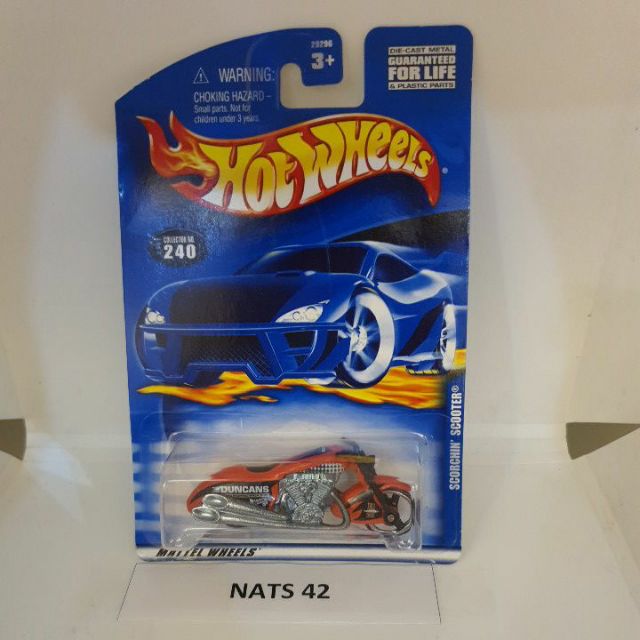 29296
3+
WARNING:
CHOKING HAZARD –
Small parts. Not for
children under 3 years.
DIE-CAST METAL
GUARANTEED
FOR LIFE
& PLASTIC PARTS
HOT WHEELS
COLLECTOR NO.
240
SCORCHIN' SCOOTER®
DUNCANS
MATTEL WHEELS
NATS 42